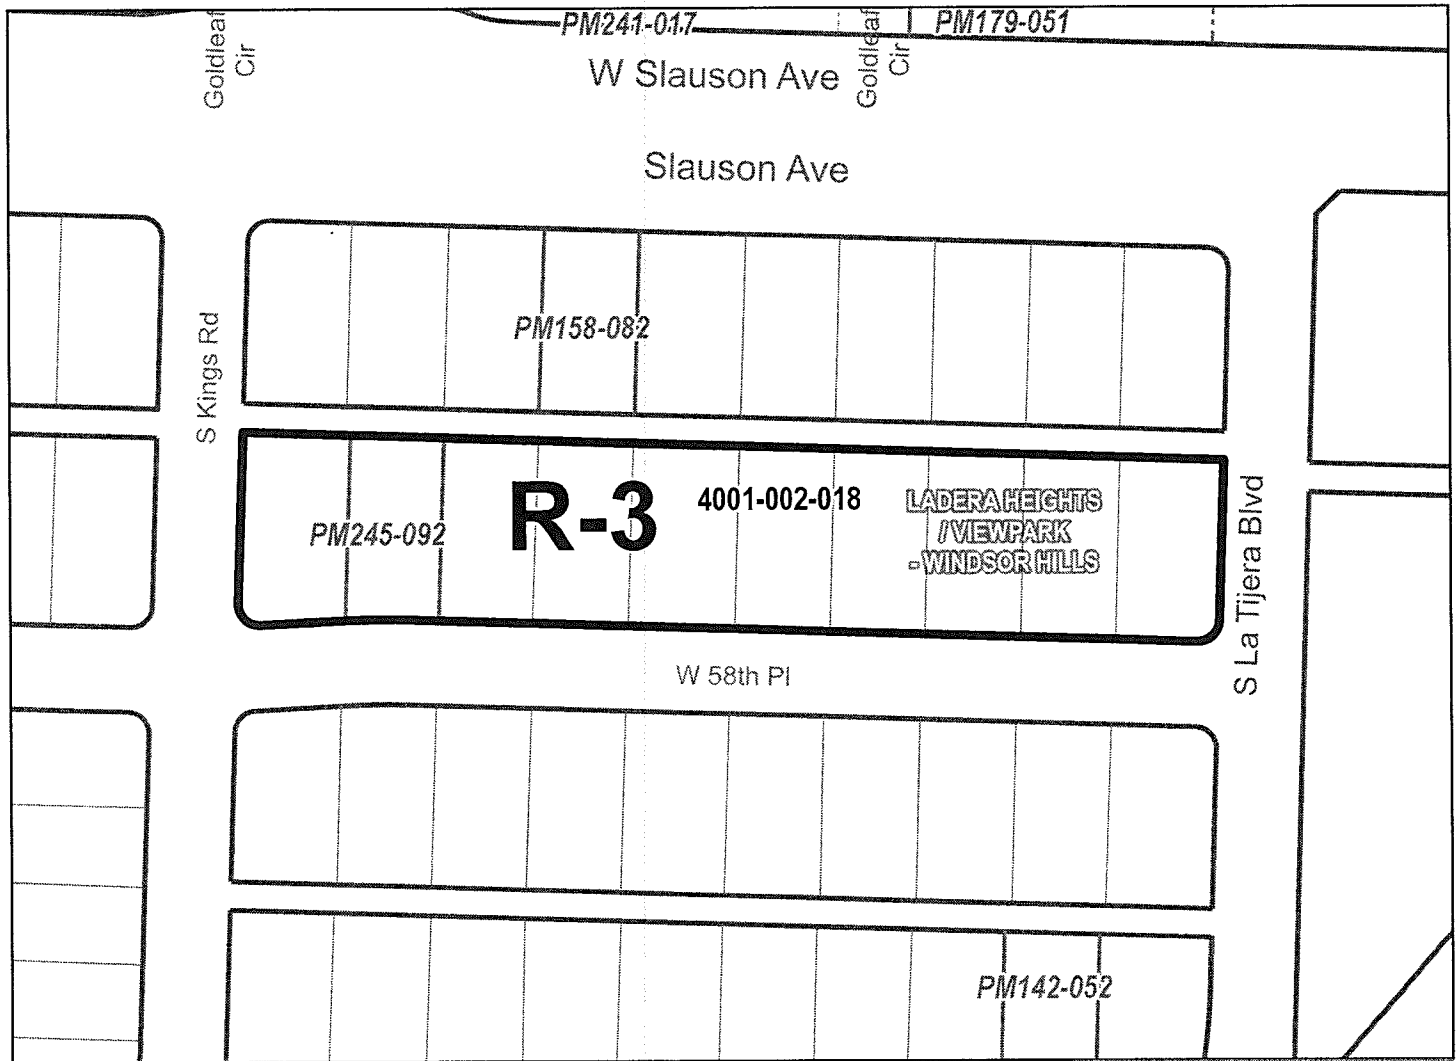 PM241-017
PM179-051
Goldleaf
Cir
W Slauson Ave
Goldleaf
Cir
Slauson Ave
PM158-082
S Kings Rd
R-3
4001-002-018
LADERA HEIGHTS
/ VIEWPARK
- WINDSOR HILLS
PM245-092
S La Tijera Blvd
W 58th Pl
PM142-052